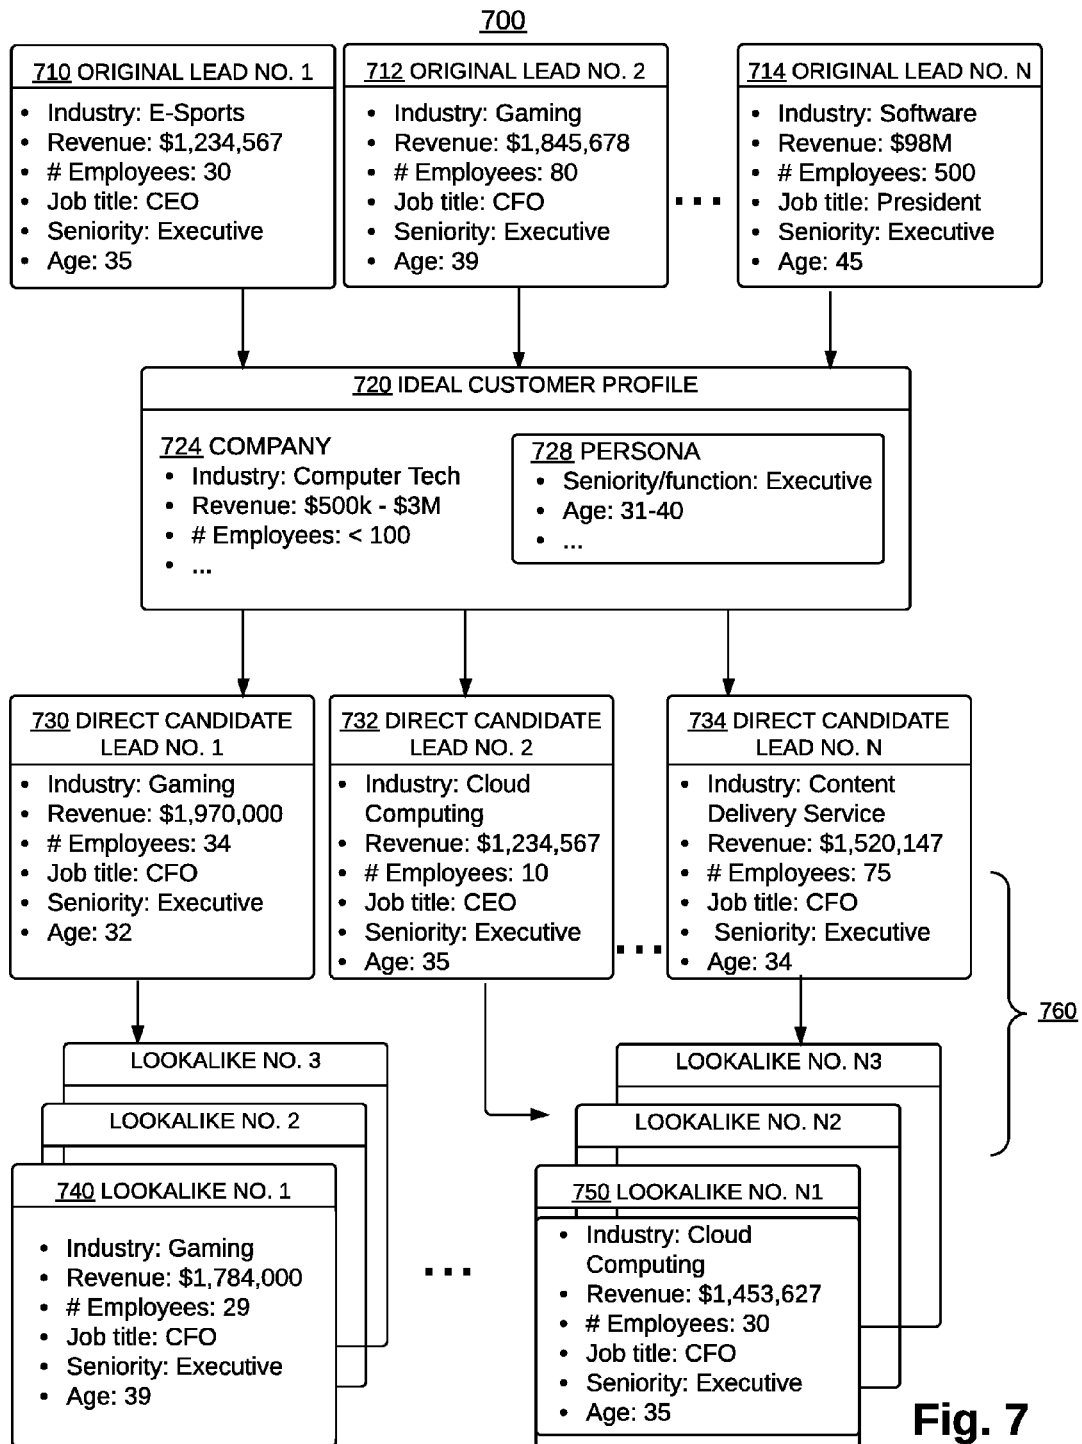 700
710 ORIGINAL LEAD NO. 1
• Industry: E-Sports
• Revenue: $1,234,567
• # Employees: 30
• Job title: CEO
• Seniority: Executive
• Age: 35
712 ORIGINAL LEAD NO. 2
• Industry: Gaming
• Revenue: $1,845,678
• # Employees: 80
• Job title: CFO
• Seniority: Executive
• Age: 39
...
714 ORIGINAL LEAD NO. N
• Industry: Software
• Revenue: $98M
• # Employees: 500
• Job title: President
• Seniority: Executive
• Age: 45
720 IDEAL CUSTOMER PROFILE
724 COMPANY
• Industry: Computer Tech
• Revenue: $500k - $3M
• # Employees: < 100
• ...
728 PERSONA
• Seniority/function: Executive
• Age: 31-40
• ...
730 DIRECT CANDIDATE
LEAD NO. 1
• Industry: Gaming
• Revenue: $1,970,000
• # Employees: 34
• Job title: CFO
• Seniority: Executive
• Age: 32
732 DIRECT CANDIDATE
LEAD NO. 2
• Industry: Cloud
Computing
• Revenue: $1,234,567
• # Employees: 10
• Job title: CEO
• Seniority: Executive
• Age: 35
...
734 DIRECT CANDIDATE
LEAD NO. N
• Industry: Content
Delivery Service
• Revenue: $1,520,147
• # Employees: 75
• Job title: CFO
• Seniority: Executive
• Age: 34
760
LOOKALIKE NO. 3
LOOKALIKE NO. 2
740 LOOKALIKE NO. 1
• Industry: Gaming
• Revenue: $1,784,000
• # Employees: 29
• Job title: CFO
• Seniority: Executive
• Age: 39
...
LOOKALIKE NO. N3
LOOKALIKE NO. N2
750 LOOKALIKE NO. N1
• Industry: Cloud
Computing
• Revenue: $1,453,627
• # Employees: 30
• Job title: CFO
• Seniority: Executive
• Age: 35
Fig. 7